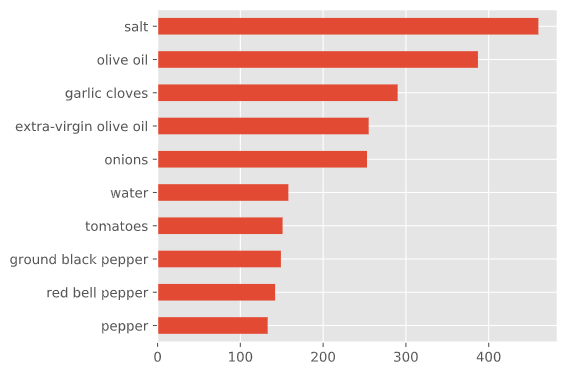 salt
olive oil
garlic cloves
extra-virgin olive oil
onions
water
tomatoes
ground black pepper
red bell pepper
pepper
0 100 200 300 400